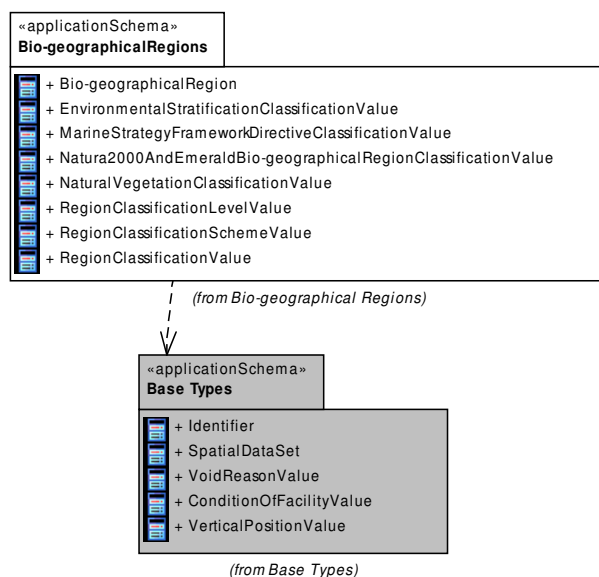 «applicationSchema»
Bio-geographicalRegions
+ Bio-geographicalRegion
+ EnvironmentalStratificationClassificationValue
+ MarineStrategyFrameworkDirectiveClassificationValue
+ Natura2000AndEmeraldBio-geographicalRegionClassificationValue
+ NaturalVegetationClassificationValue
+ RegionClassificationLevelValue
+ RegionClassificationSchemeValue
+ RegionClassificationValue
(from Bio-geographical Regions)
«applicationSchema»
Base Types
+ Identifier
+ SpatialDataSet
+ VoidReasonValue
+ ConditionOfFacilityValue
+ VerticalPositionValue
(from Base Types)